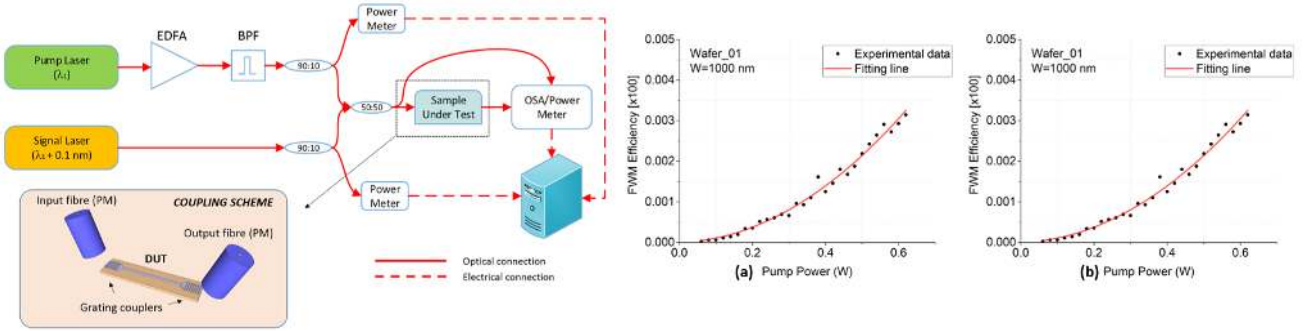 Pump Laser
(λ₁)
EDFA
BPF
90:10
Power
Meter
50:50
Sample
Under Test
OSA/Power
Meter
Signal Laser
90:10
Power
Meter
COUPLING SCHEME
Input fibre (PM)
Output fibre (PM)
DUT
Grating couplers
Optical connection
Electrical connection
FWM Efficiency [x100]
0.005
0.004
0.003
0.002
0.001
0.000
Wafer_01
W=1000 nm
Experimental data
Fitting line
0.0
0.2
0.4
0.6
(a)
Pump Power (W)
FWM Efficiency [x100]
0.005
0.004
0.003
0.002
0.001
0.000
Wafer_01
W=1000 nm
Experimental data
Fitting line
0.0
0.2
0.4
0.6
(b)
Pump Power (W)